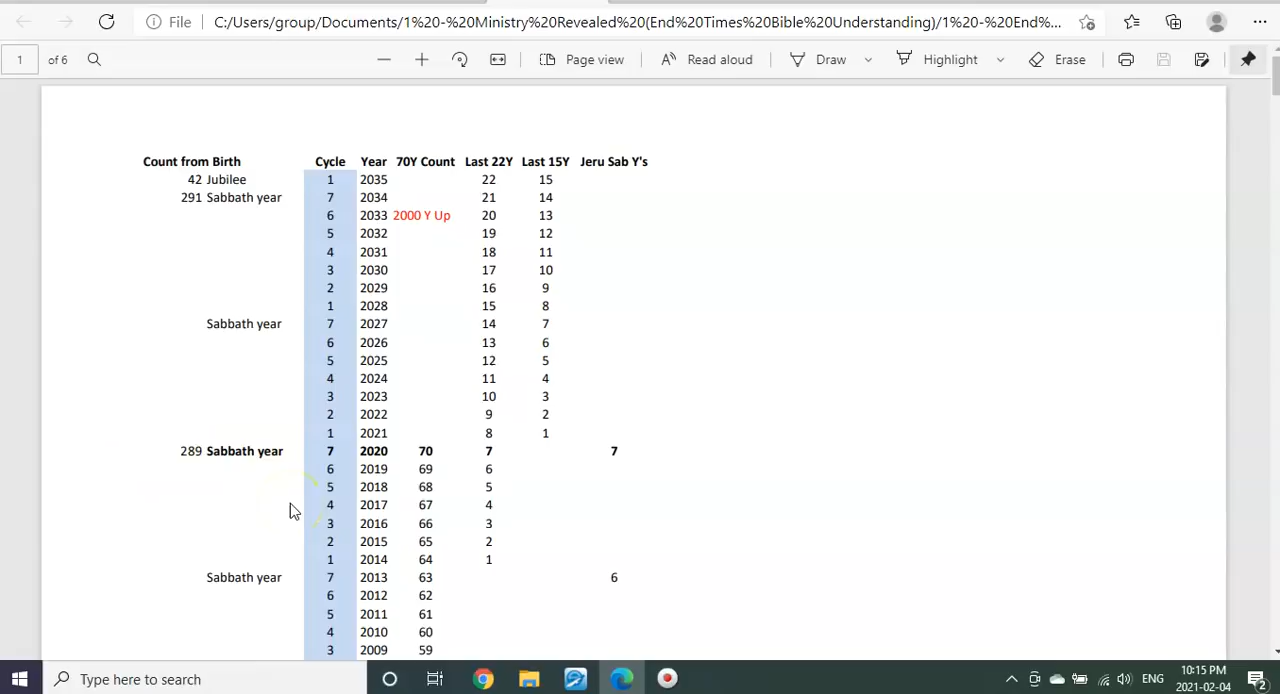 File C:/Users/group/Documents/1%20-%20Ministry%20Revealed%20(End%20Times%20Bible%20Understanding)/1%20-%20End%...
1 of 6 Page view Read aloud Draw Highlight Erase
Count from Birth Cycle Year 70Y Count Last 22Y Last 15Y Jeru Sab Y's
42 Jubilee 1 2035 22 15
291 Sabbath year 7 2034 21 14
6 2033 2000 Y Up 20 13
5 2032 19 12
4 2031 18 11
3 2030 17 10
2 2029 16 9
1 2028 15 8
Sabbath year 7 2027 14 7
6 2026 13 6
5 2025 12 5
4 2024 11 4
3 2023 10 3
2 2022 9 2
1 2021 8 1
289 Sabbath year 7 2020 70 7 7
6 2019 69 6
5 2018 68 5
4 2017 67 4
3 2016 66 3
2 2015 65 2
1 2014 64 1
Sabbath year 7 2013 63 6
6 2012 62
5 2011 61
4 2010 60
3 2009 59
Type here to search ENG 10:15 PM
2021-02-04 2